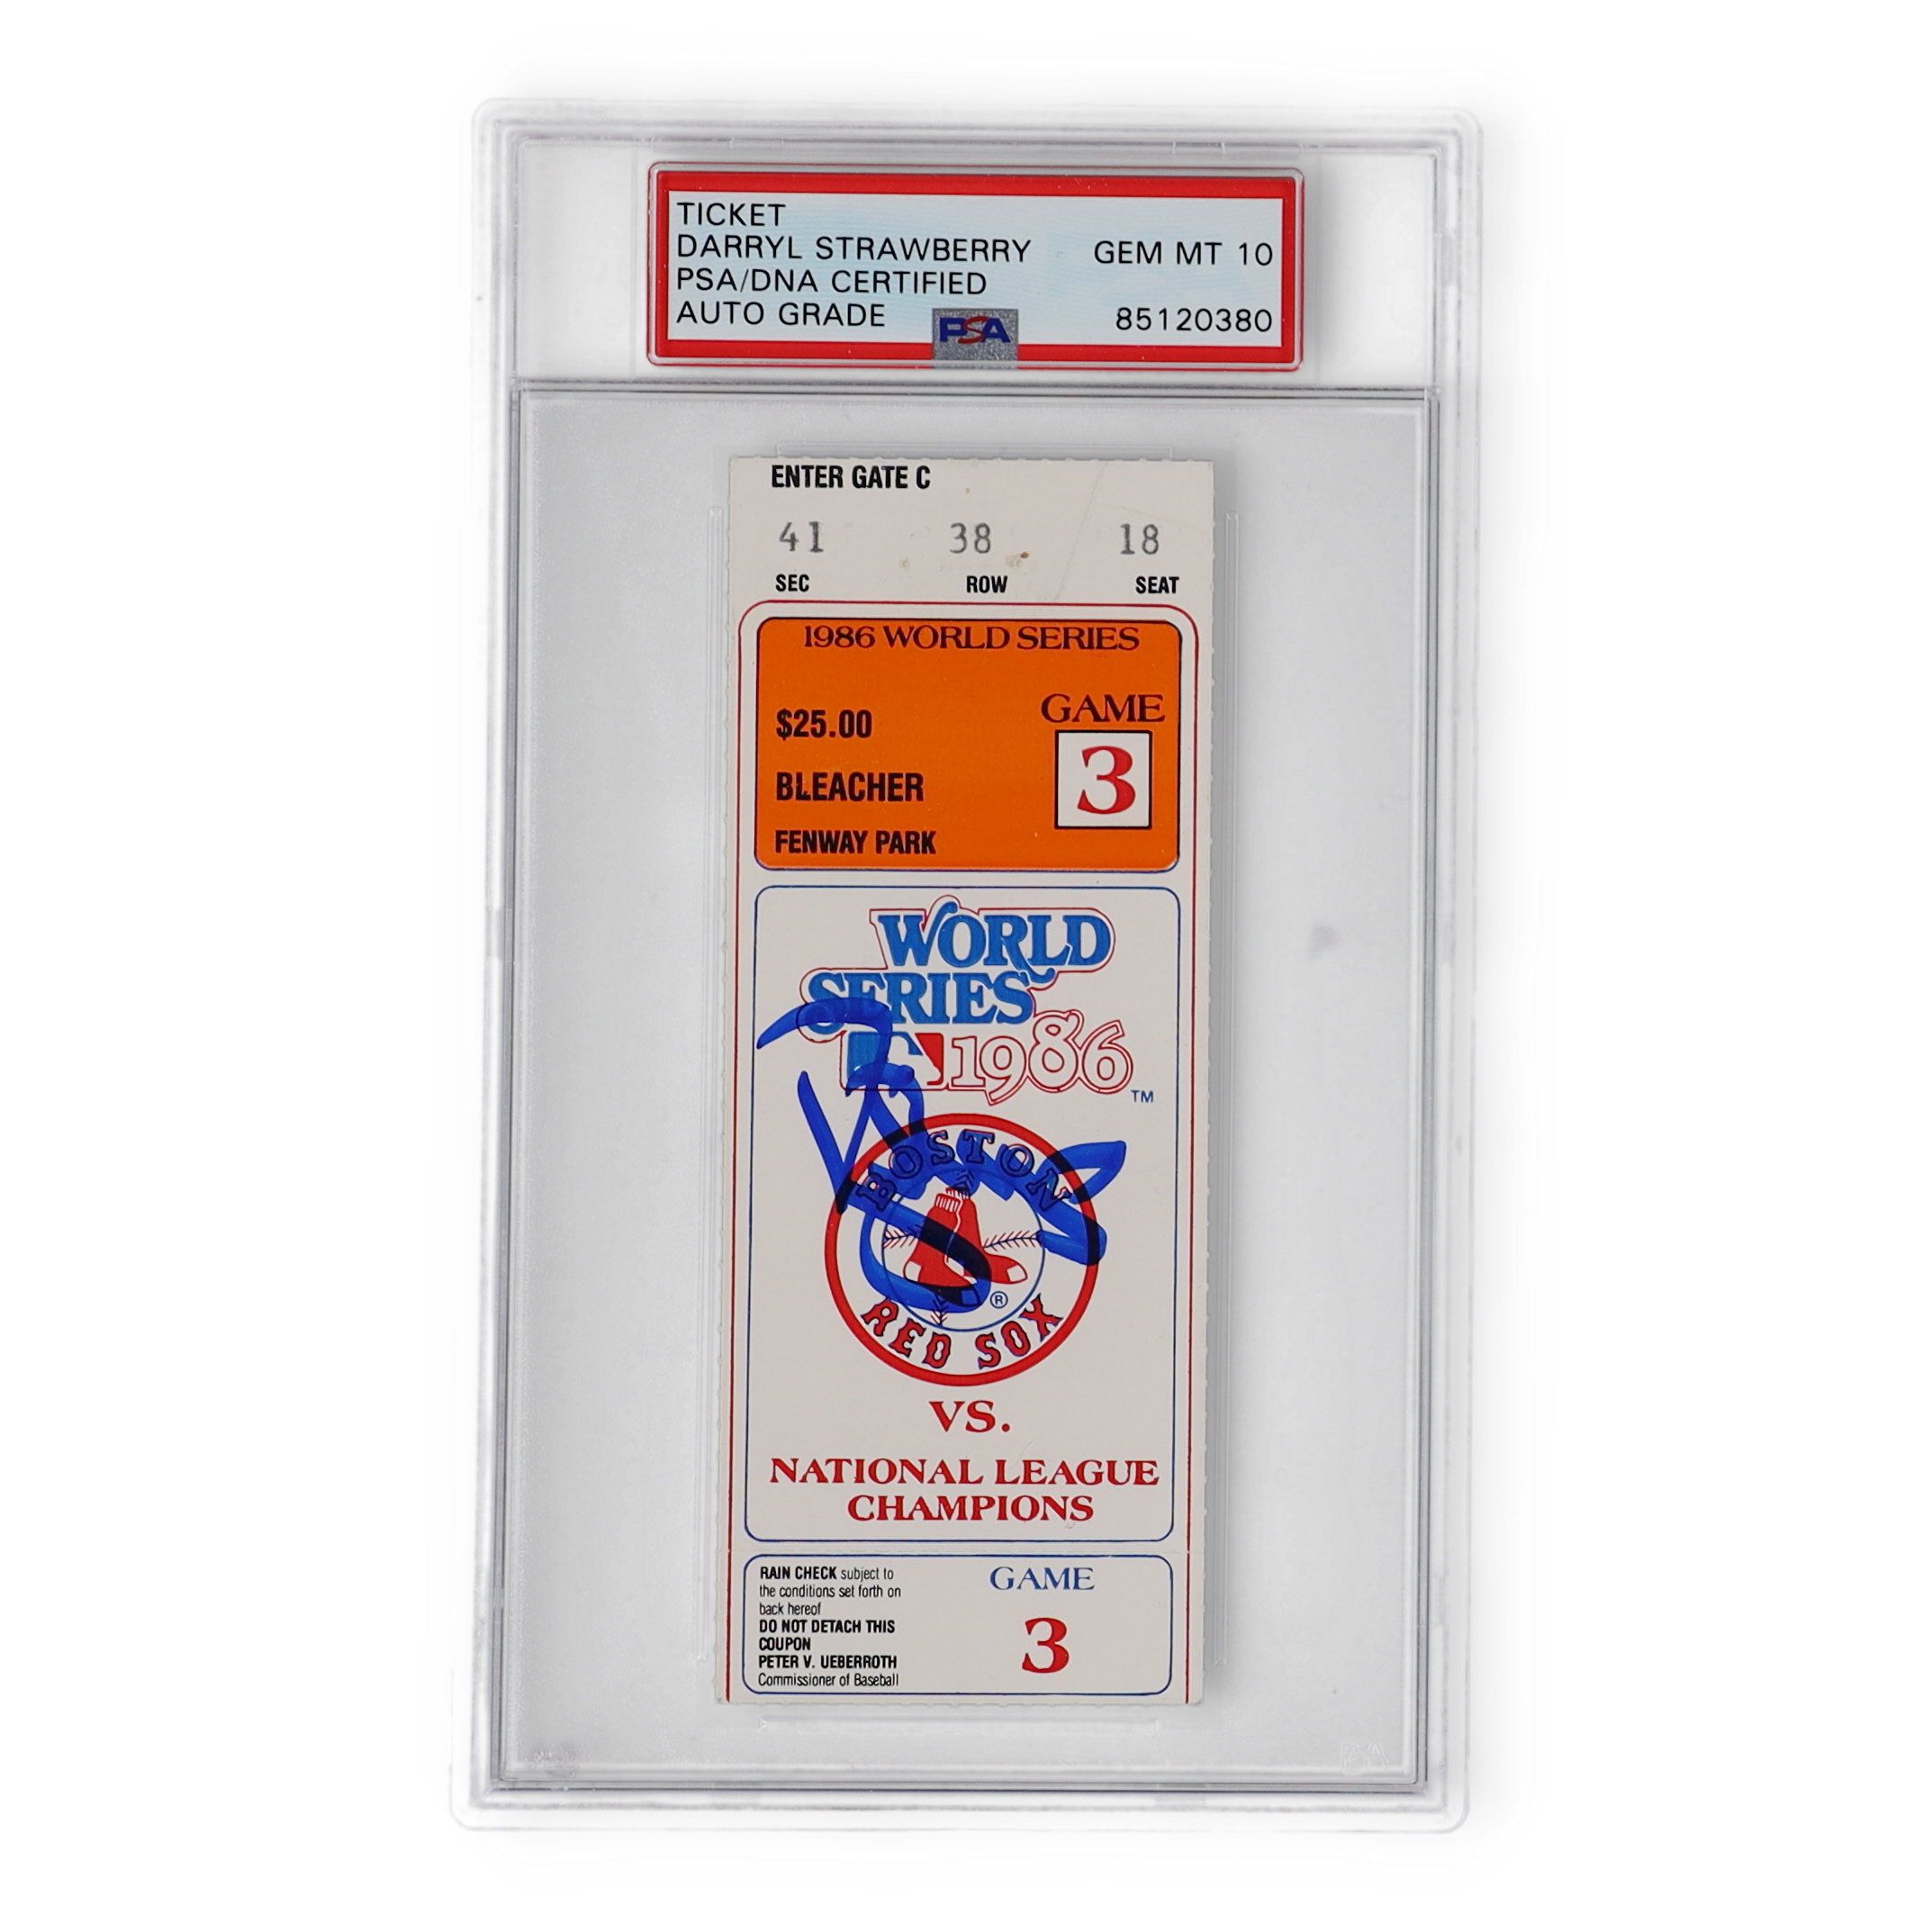 TICKET
DARRYL STRAWBERRY GEM MT 10
PSA/DNA CERTIFIED
AUTO GRADE 85120380
PSA
ENTER GATE C
41 38 18
SEC ROW SEAT
1986 WORLD SERIES
GAME
$25.00
3
BLEACHER
FENWAY PARK
WORLD
SERIES
1986
TM
BOSTON
®
RED SOX
VS.
NATIONAL LEAGUE
CHAMPIONS
RAIN CHECK subject to
the conditions set forth on
back hereof
DO NOT DETACH THIS
COUPON
PETER V. UEBERROTH
Commissioner of Baseball
GAME
3
PSA